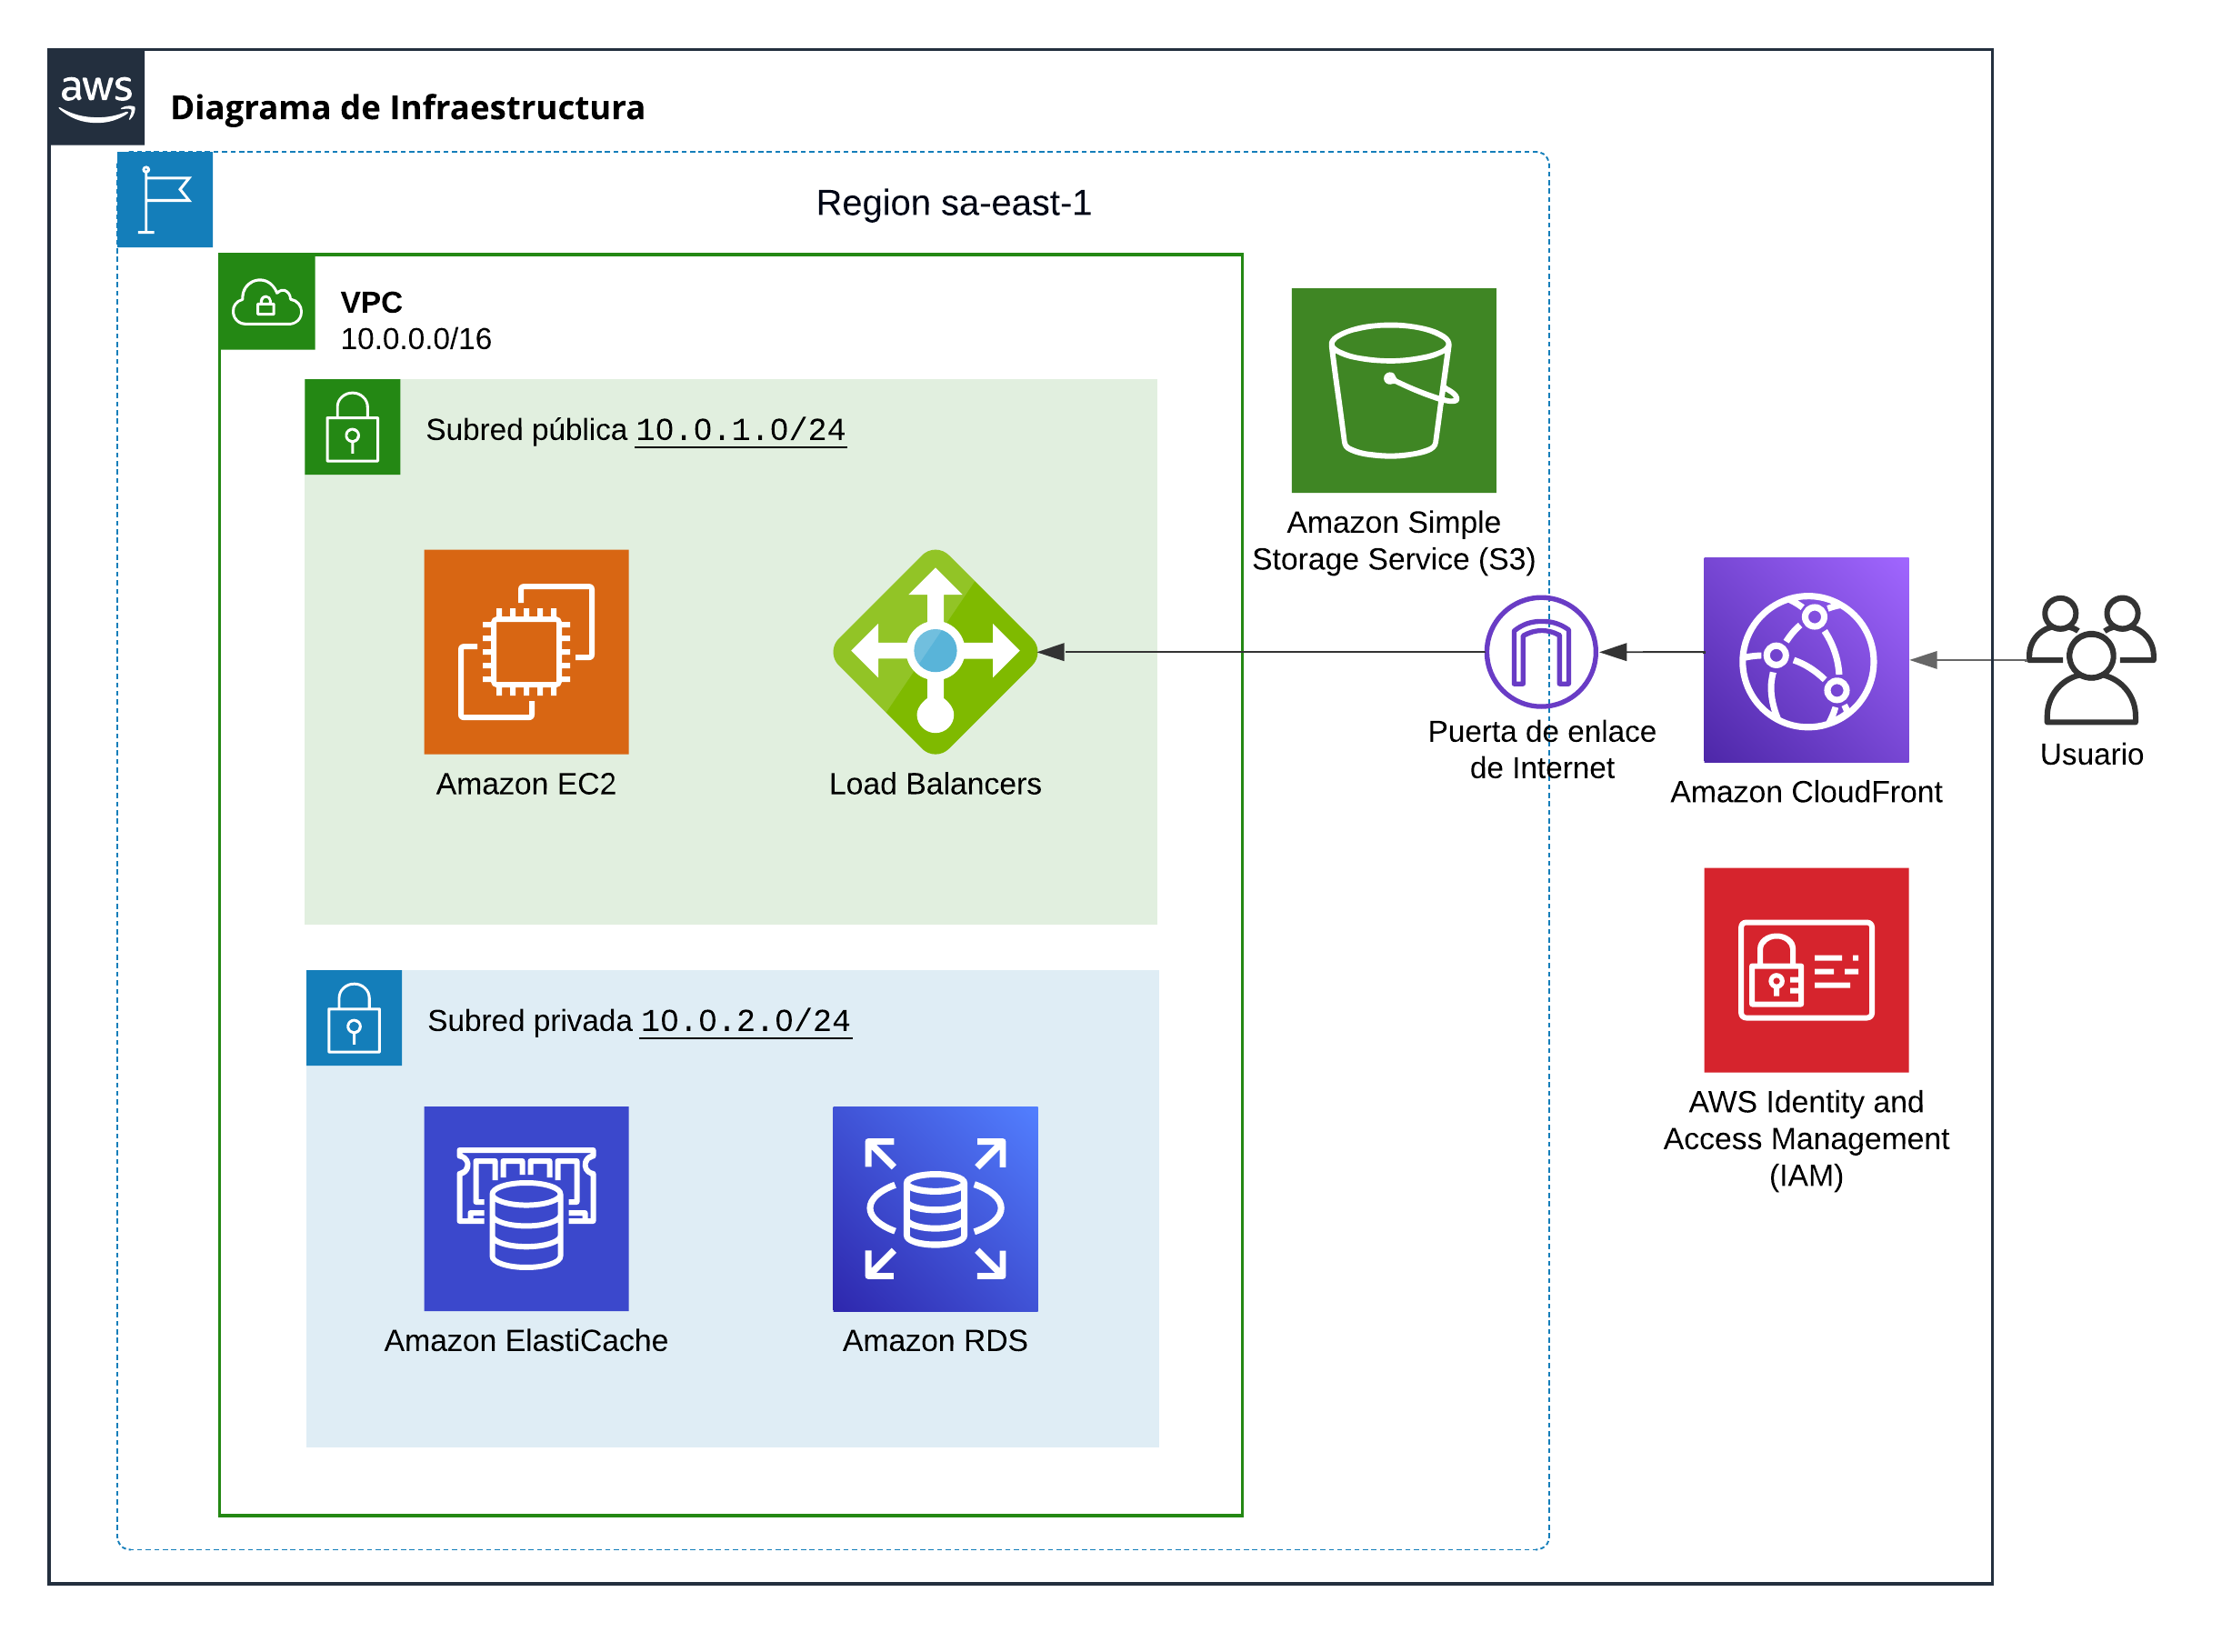 aws
Diagrama de Infraestructura
Region sa-east-1
VPC
10.0.0.0/16
Subred pública 10.0.1.0/24
Amazon Simple
Storage Service (S3)
Amazon EC2
Load Balancers
Puerta de enlace
de Internet
Amazon CloudFront
Usuario
Subred privada 10.0.2.0/24
AWS Identity and
Access Management
(IAM)
Amazon ElastiCache
Amazon RDS